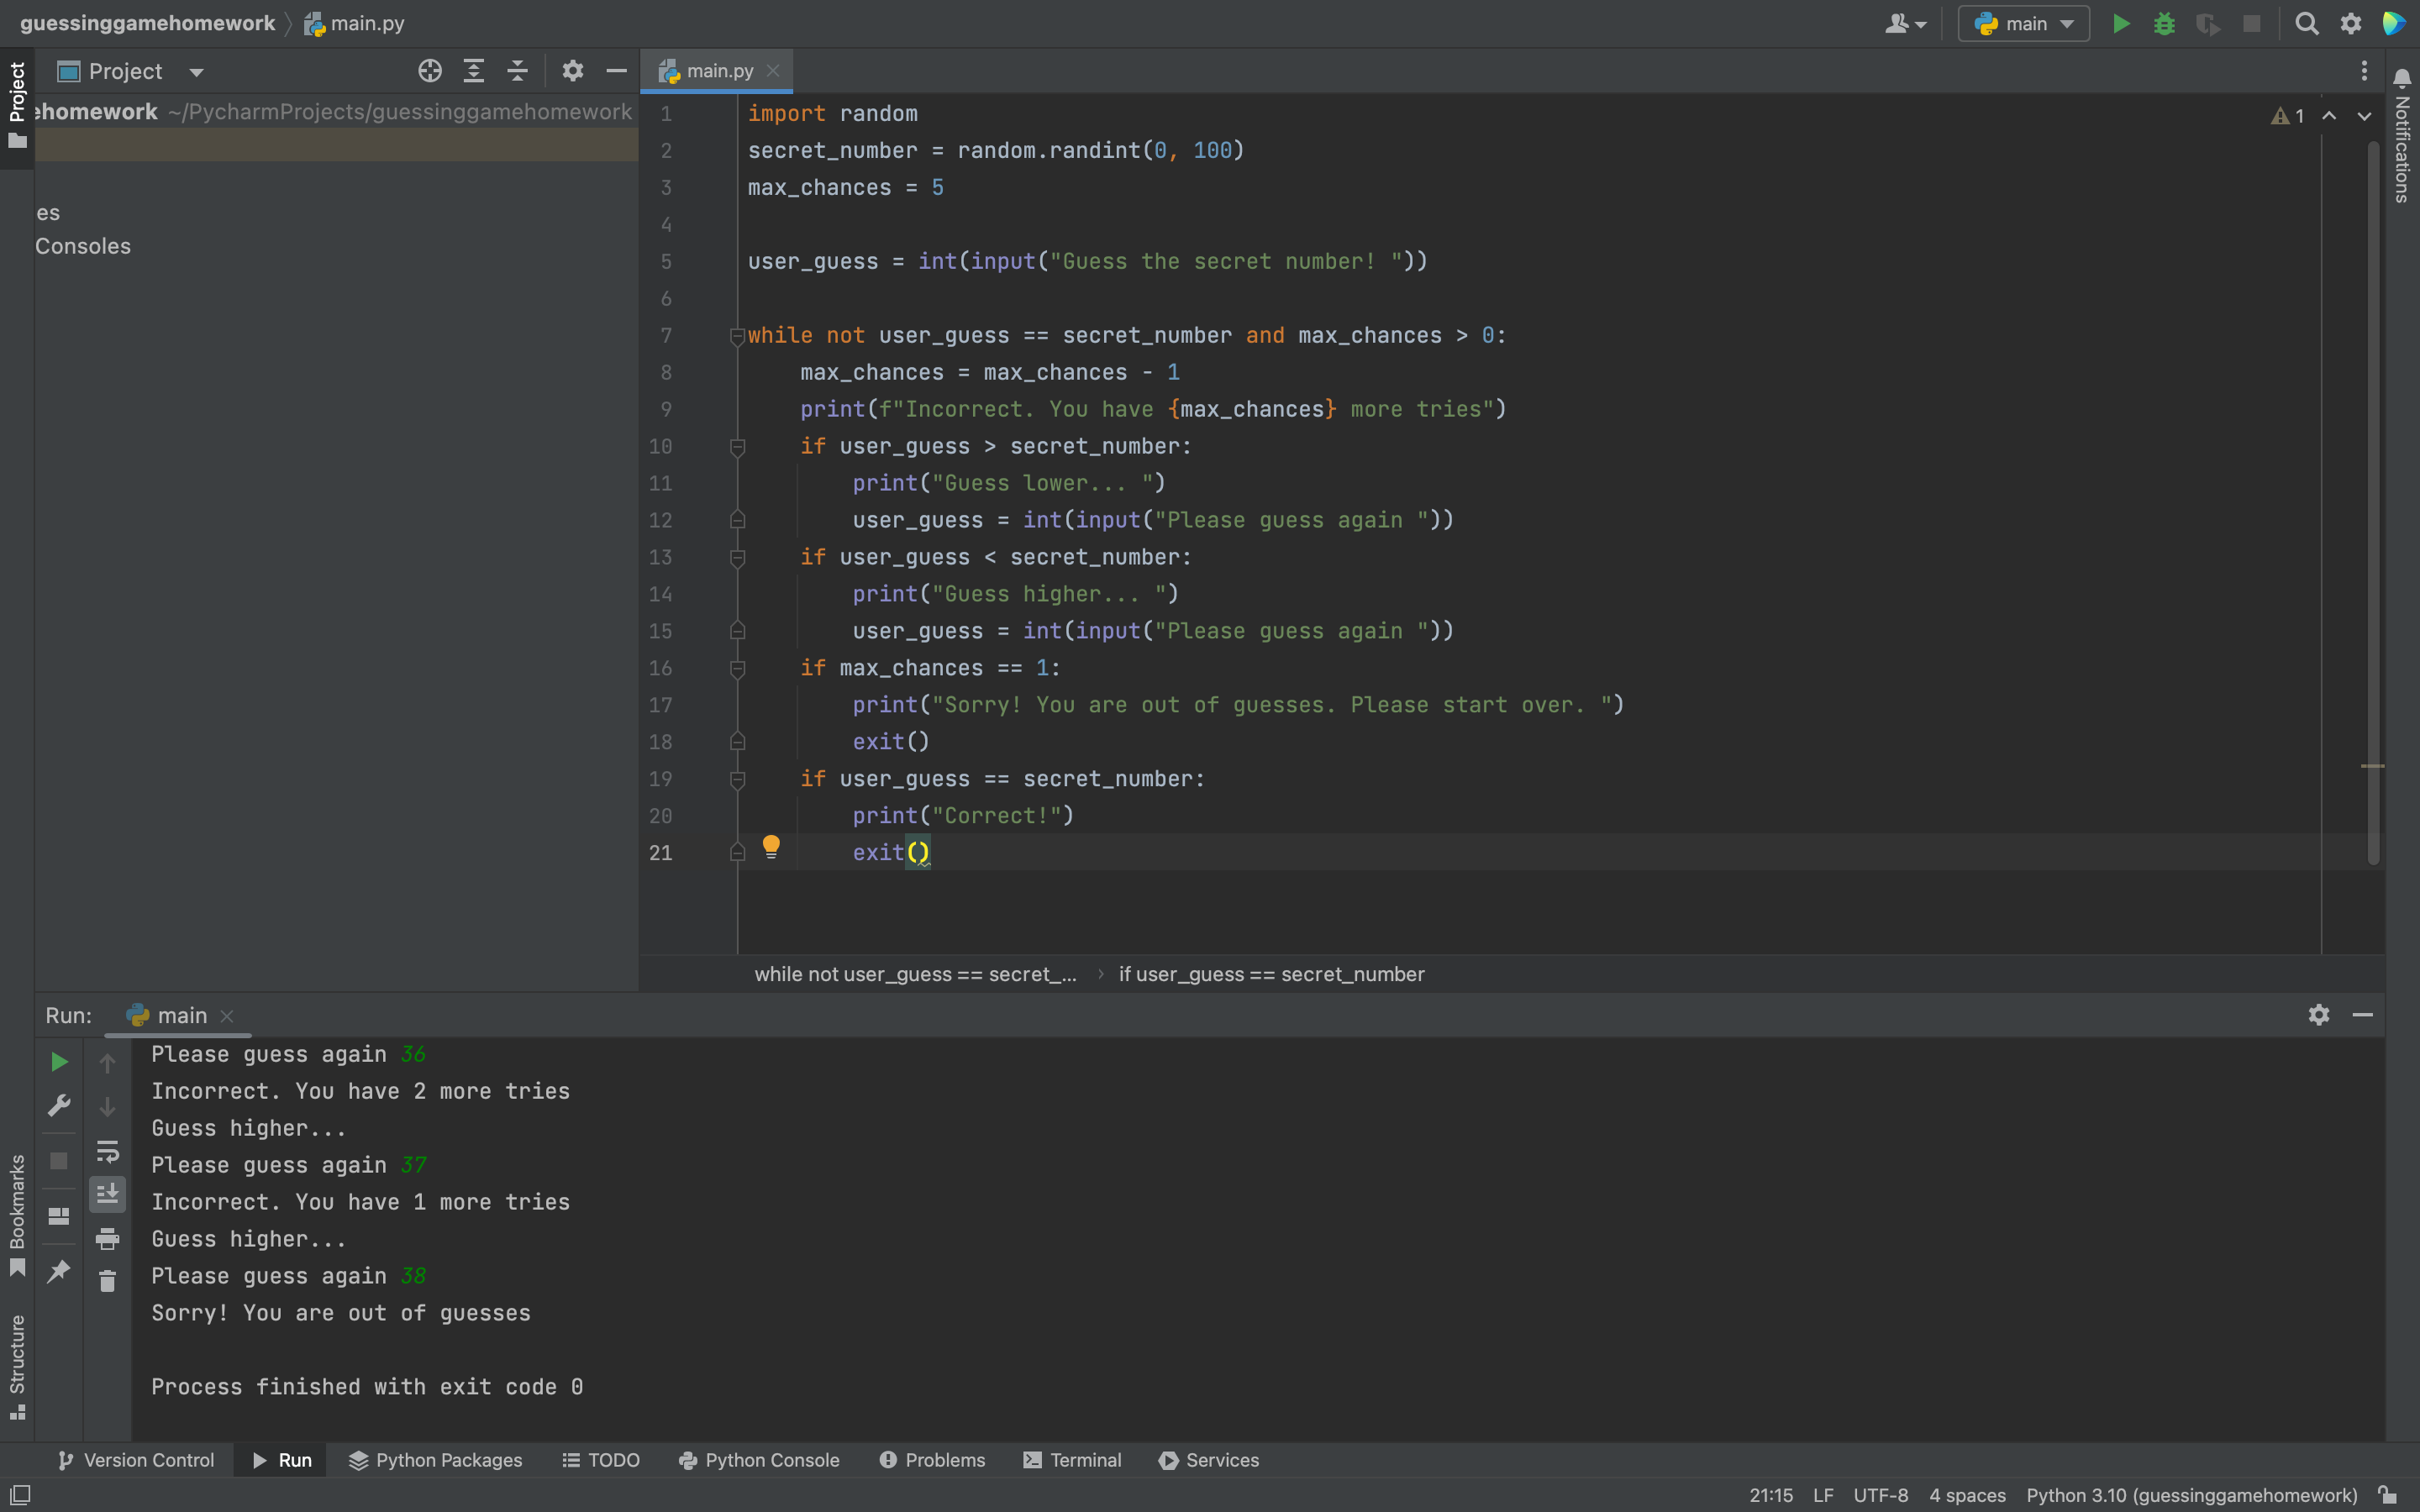 guessinggamehomework main.py
main
Project
main.py
Project
ehomework ~/PycharmProjects/guessinggamehomework
es
Consoles
1 import random
2 secret_number = random.randint(0, 100)
3 max_chances = 5
4
5 user_guess = int(input("Guess the secret number! "))
6
7 while not user_guess == secret_number and max_chances > 0:
8     max_chances = max_chances - 1
9     print(f"Incorrect. You have {max_chances} more tries")
10     if user_guess > secret_number:
11         print("Guess lower... ")
12         user_guess = int(input("Please guess again "))
13     if user_guess < secret_number:
14         print("Guess higher... ")
15         user_guess = int(input("Please guess again "))
16     if max_chances == 1:
17         print("Sorry! You are out of guesses. Please start over. ")
18         exit()
19     if user_guess == secret_number:
20         print("Correct!")
21         exit()
1
Notifications
while not user_guess == secret_... › if user_guess == secret_number
Run: main
Please guess again 36
Incorrect. You have 2 more tries
Guess higher...
Please guess again 37
Incorrect. You have 1 more tries
Guess higher...
Please guess again 38
Sorry! You are out of guesses
Process finished with exit code 0
Bookmarks
Structure
Version Control Run Python Packages TODO Python Console Problems Terminal Services
21:15 LF UTF-8 4 spaces Python 3.10 (guessinggamehomework)